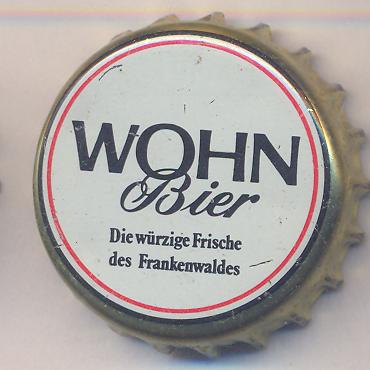 WOHN
Bier
Die würzige Frische
des Frankenwaldes